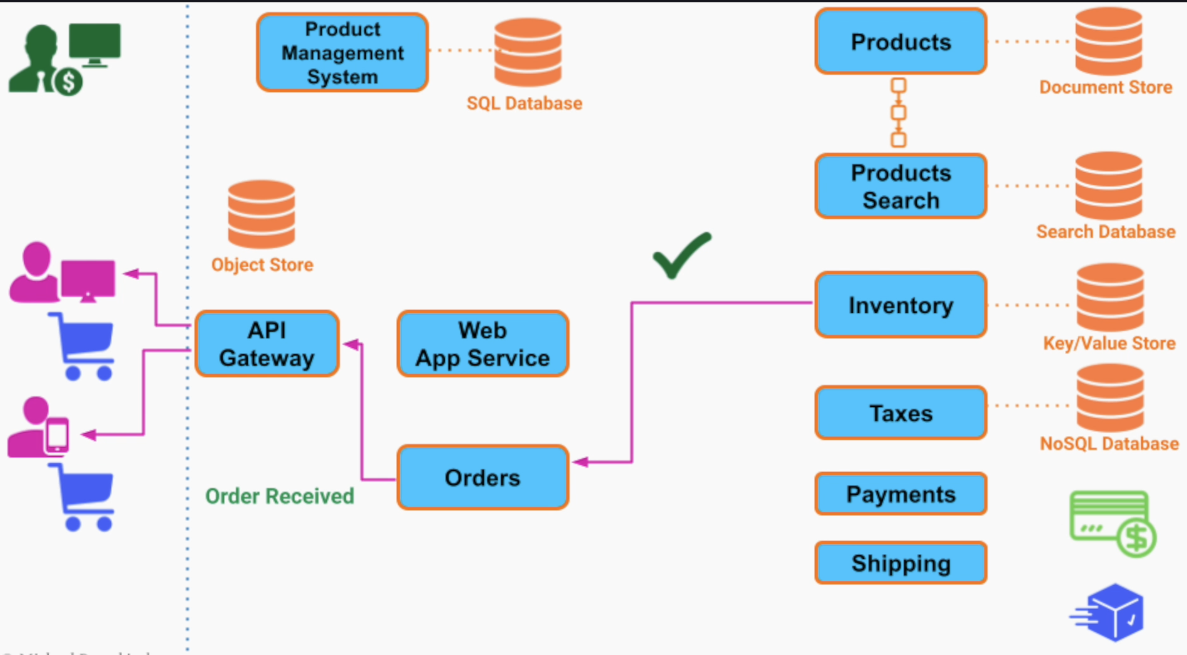 Product
Management
System
SQL Database
Products
Document Store
Products
Search
Search Database
Object Store
Inventory
Key/Value Store
API
Gateway
Web
App Service
Taxes
NoSQL Database
Orders
Order Received
Payments
Shipping